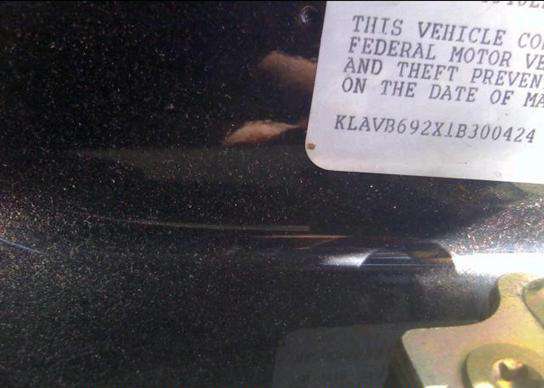 THIS VEHICLE CO
FEDERAL MOTOR VE
AND THEFT PREVEN
ON THE DATE OF MA
KLAVB692X1B300424